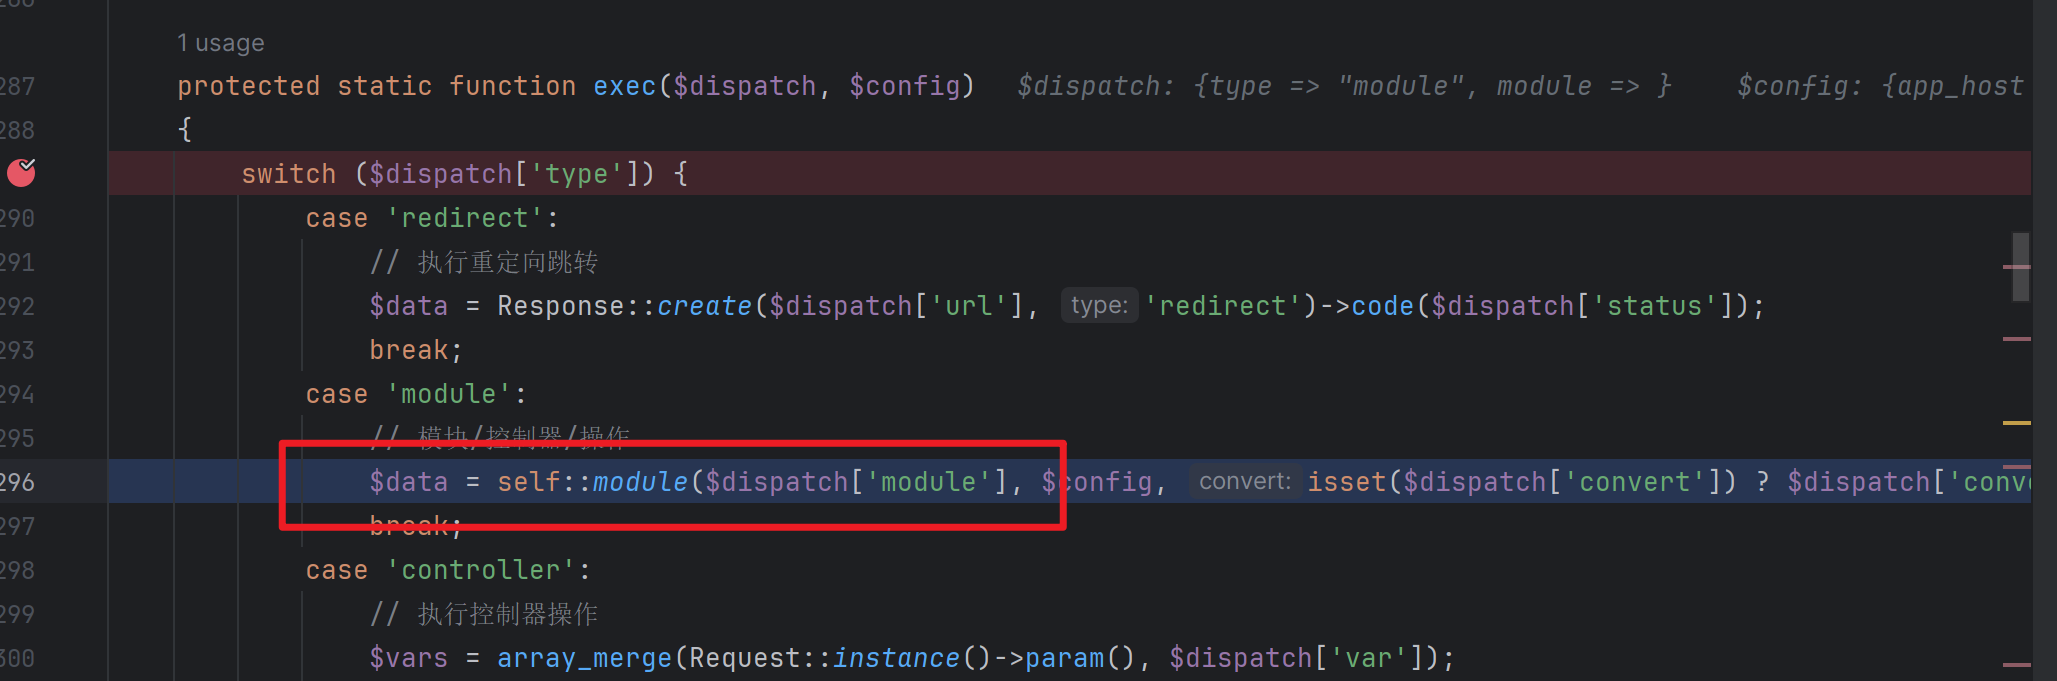 1 usage
287 protected static function exec($dispatch, $config) $dispatch: {type => "module", module => } $config: {app_host
288 {
switch ($dispatch['type']) {
290 case 'redirect':
291 // 执行重定向跳转
292 $data = Response::create($dispatch['url'], type: 'redirect')->code($dispatch['status']);
293 break;
294 case 'module':
295 // 模块/控制器/操作
296 $data = self::module($dispatch['module'], $config, convert: isset($dispatch['convert']) ? $dispatch['conve
297 break;
298 case 'controller':
299 // 执行控制器操作
300 $vars = array_merge(Request::instance()->param(), $dispatch['var']);